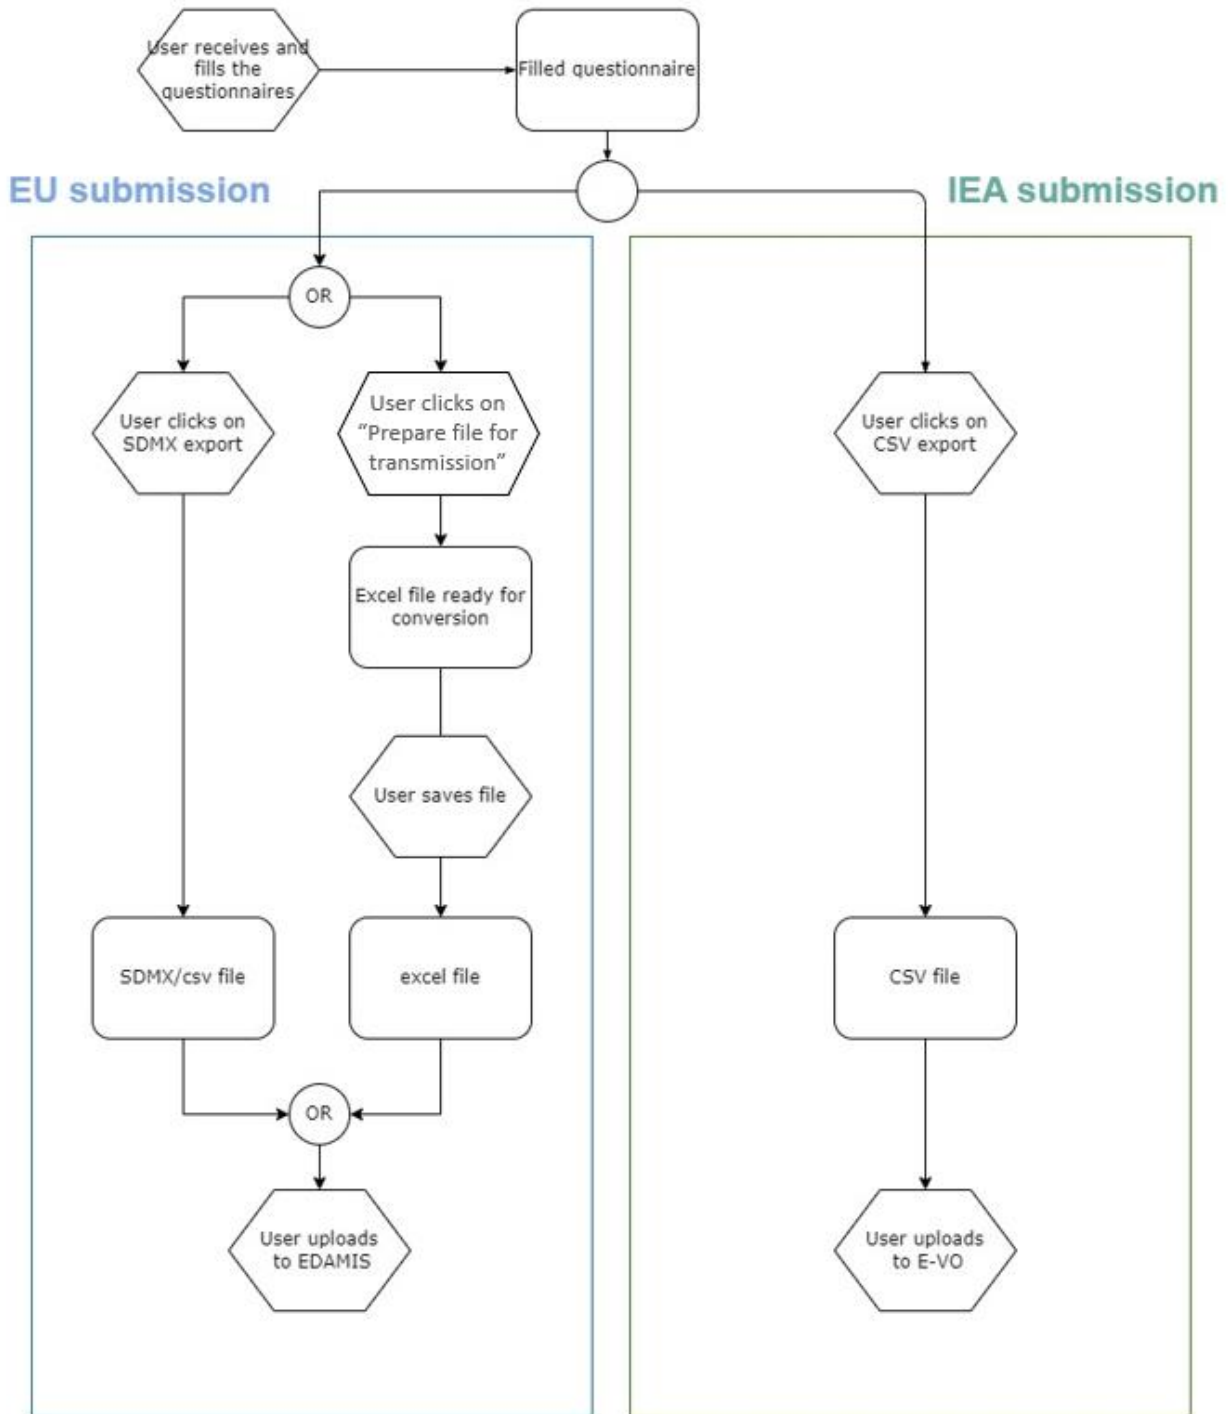 User receives and
fills the
questionnaires
Filled questionnaire
EU submission
IEA submission
OR
User clicks on
SDMX export
User clicks on
“Prepare file for
transmission”
User clicks on
CSV export
Excel file ready for
conversion
User saves file
SDMX/csv file
excel file
CSV file
OR
User uploads
to EDAMIS
User uploads
to E-VO